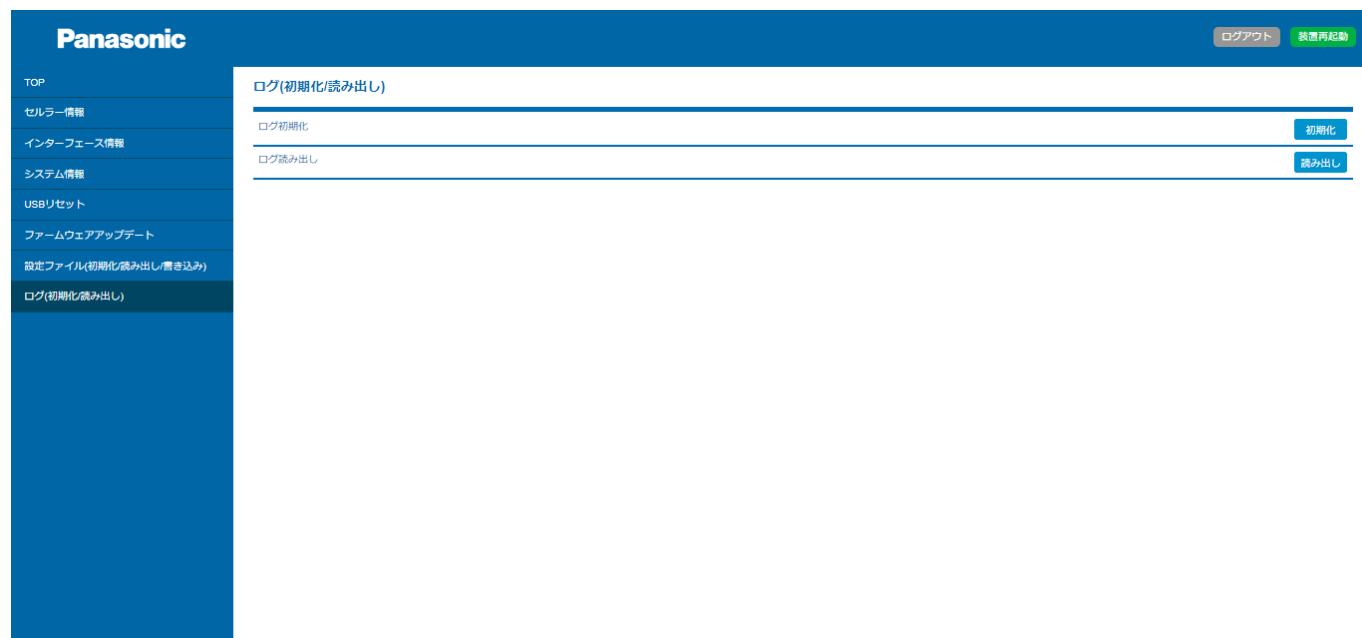 Panasonic
ログアウト
装置再起動
TOP
セルラー情報
インターフェース情報
システム情報
USBリセット
ファームウェアアップデート
設定ファイル(初期化/読み出し/書き込み)
ログ(初期化/読み出し)
ログ(初期化/読み出し)
ログ初期化
初期化
ログ読み出し
読み出し